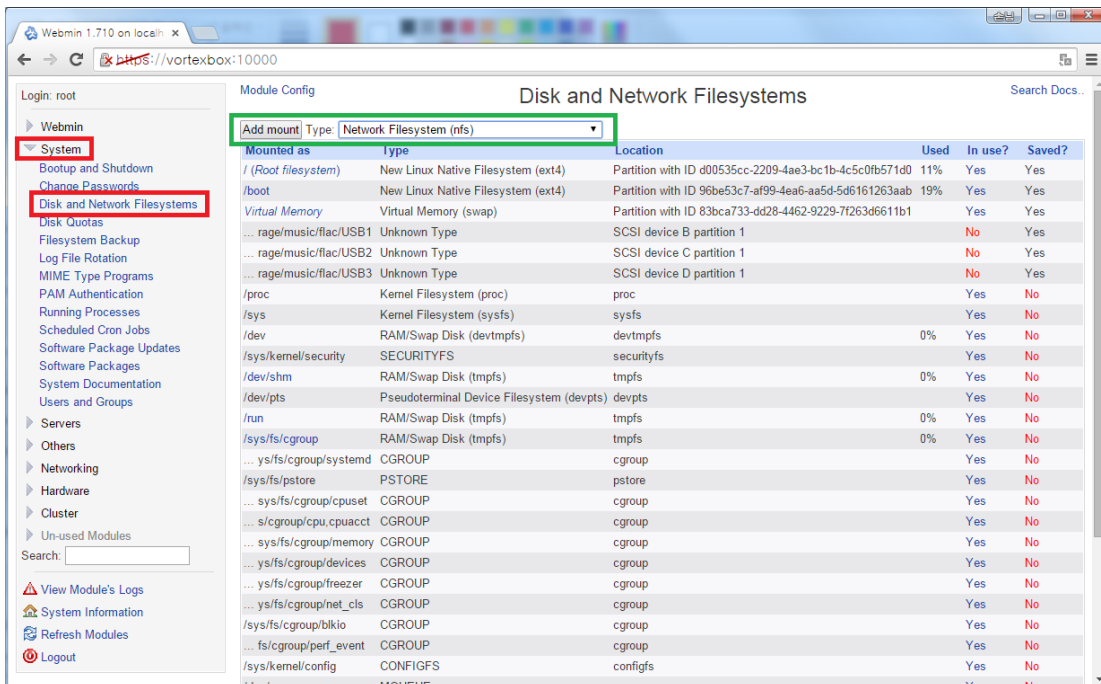 손님
Webmin 1.710 on localh
https://vortexbox:10000
Login: root
Webmin
System
Bootup and Shutdown
Change Passwords
Disk and Network Filesystems
Disk Quotas
Filesystem Backup
Log File Rotation
MIME Type Programs
PAM Authentication
Running Processes
Scheduled Cron Jobs
Software Package Updates
Software Packages
System Documentation
Users and Groups
Servers
Others
Networking
Hardware
Cluster
Un-used Modules
Search:
View Module's Logs
System Information
Refresh Modules
Logout
Module Config
Disk and Network Filesystems
Search Docs..
Add mount Type: Network Filesystem (nfs)
Mounted as Type Location Used In use? Saved?
/ (Root filesystem) New Linux Native Filesystem (ext4) Partition with ID d00535cc-2209-4ae3-bc1b-4c5c0fb571d0 11% Yes Yes
/boot New Linux Native Filesystem (ext4) Partition with ID 96be53c7-af99-4ea6-aa5d-5d6161263aab 19% Yes Yes
Virtual Memory Virtual Memory (swap) Partition with ID 83bca733-dd28-4462-9229-7f263d6611b1 Yes Yes
... rage/music/flac/USB1 Unknown Type SCSI device B partition 1 No Yes
... rage/music/flac/USB2 Unknown Type SCSI device C partition 1 No Yes
... rage/music/flac/USB3 Unknown Type SCSI device D partition 1 No Yes
/proc Kernel Filesystem (proc) proc Yes No
/sys Kernel Filesystem (sysfs) sysfs Yes No
/dev RAM/Swap Disk (devtmpfs) devtmpfs 0% Yes No
/sys/kernel/security SECURITYFS securityfs Yes No
/dev/shm RAM/Swap Disk (tmpfs) tmpfs 0% Yes No
/dev/pts Pseudoterminal Device Filesystem (devpts) devpts Yes No
/run RAM/Swap Disk (tmpfs) tmpfs 0% Yes No
/sys/fs/cgroup RAM/Swap Disk (tmpfs) tmpfs 0% Yes No
... ys/fs/cgroup/systemd CGROUP cgroup Yes No
/sys/fs/pstore PSTORE pstore Yes No
... sys/fs/cgroup/cpuset CGROUP cgroup Yes No
... s/cgroup/cpu,cpuacct CGROUP cgroup Yes No
... sys/fs/cgroup/memory CGROUP cgroup Yes No
... ys/fs/cgroup/devices CGROUP cgroup Yes No
... ys/fs/cgroup/freezer CGROUP cgroup Yes No
... ys/fs/cgroup/net_cls CGROUP cgroup Yes No
/sys/fs/cgroup/blkio CGROUP cgroup Yes No
... fs/cgroup/perf_event CGROUP cgroup Yes No
/sys/kernel/config CONFIGFS configfs Yes No